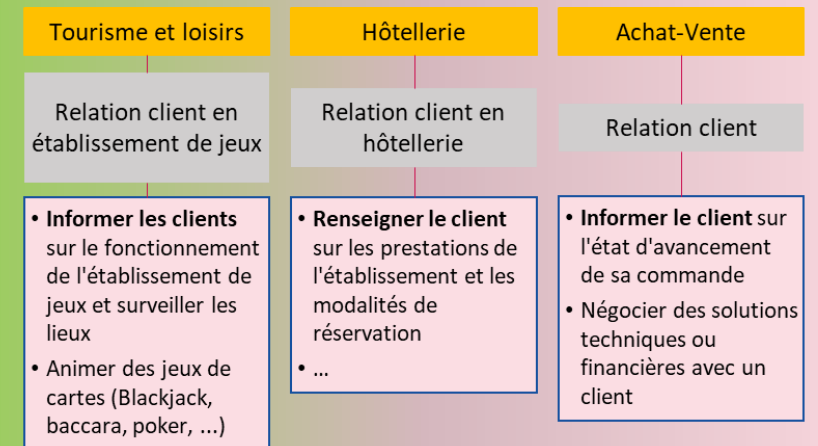 Tourisme et loisirs
Relation client en
établissement de jeux
• Informer les clients
sur le fonctionnement
de l'établissement de
jeux et surveiller les
lieux
• Animer des jeux de
cartes (Blackjack,
baccara, poker, ...)
Hôtellerie
Relation client en
hôtellerie
• Renseigner le client
sur les prestations de
l'établissement et les
modalités de
réservation
• ...
Achat-Vente
Relation client
• Informer le client sur
l'état d'avancement
de sa commande
• Négocier des solutions
techniques ou
financières avec un
client